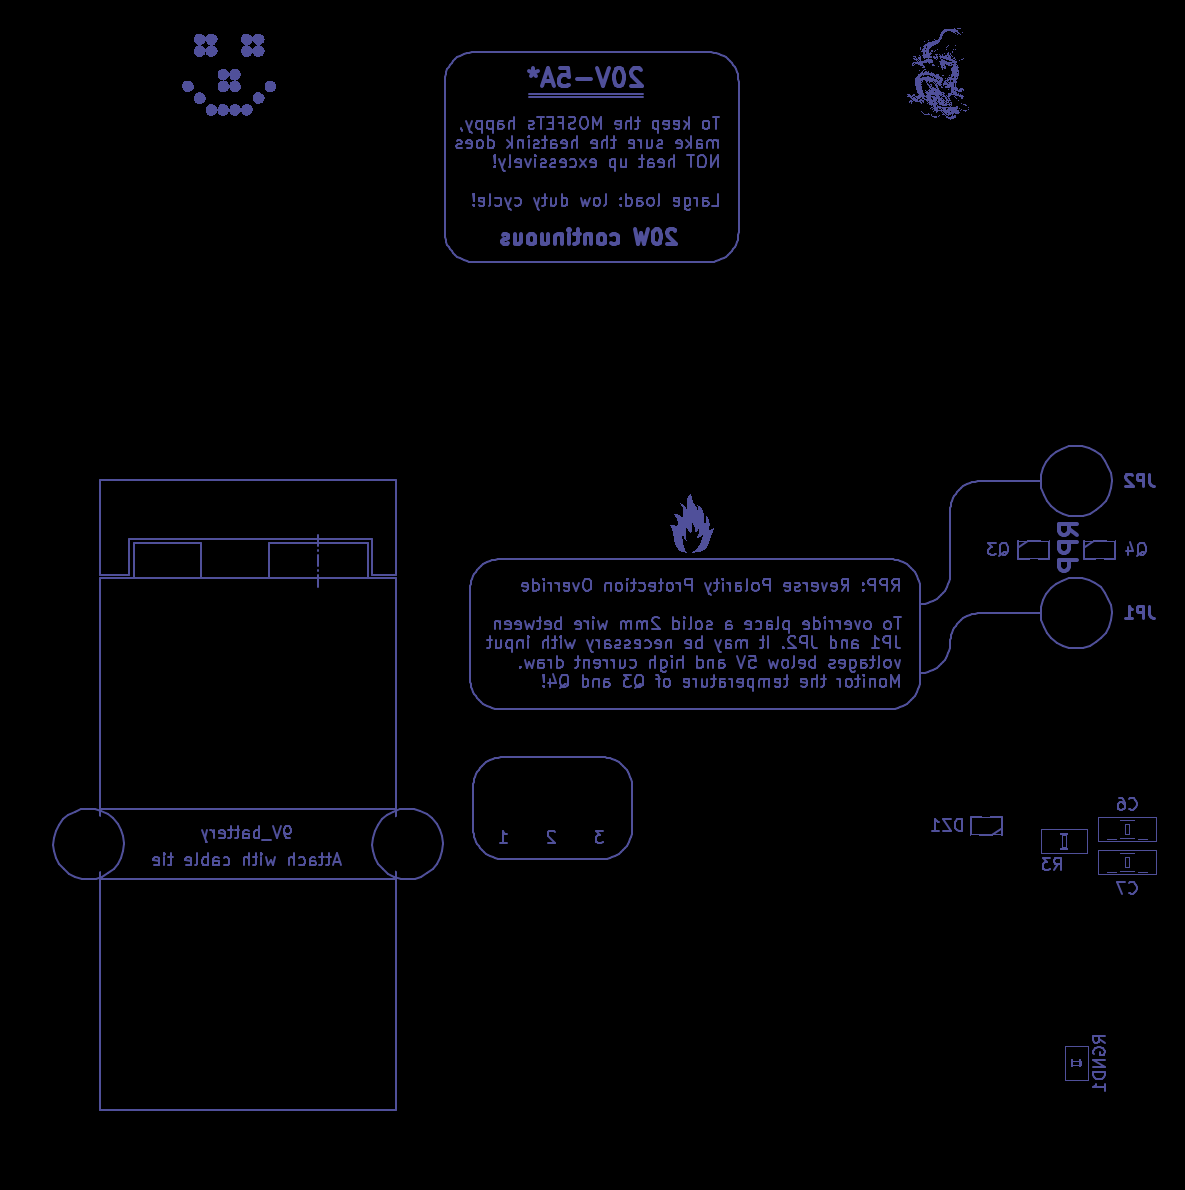 20V-5A*
To keep the MOSFETs happy,
make sure the heatsink does
NOT heat up excessively!
Large load: low duty cycle!
20W continuous
JP2
RPP
Q3
Q4
JP1
RPP: Reverse Polarity Protection Override
To override place a solid 2mm wire between
JP1 and JP2. It may be necessary with input
voltages below 5V and high current draw.
Monitor the temperature of Q3 and Q4!
9V_battery
Attach with cable tie
1 2 3
DZ1
C6
R3
C7
RGND1